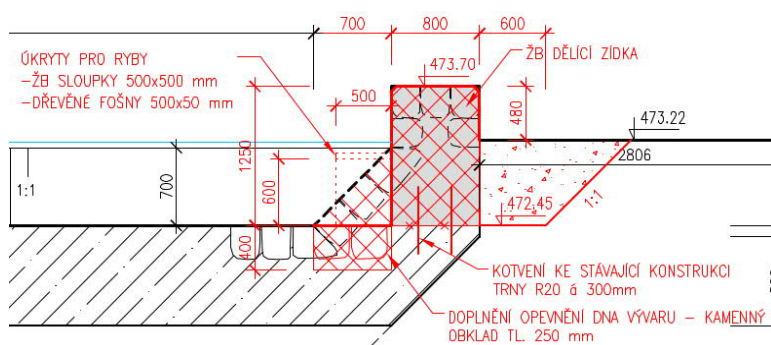 700
800
600
ÚKRYTY PRO RYBY
-ŽB SLOUPKY 500x500 mm
-DŘEVĚNÉ FOŠNY 500x50 mm
473.70
ŽB DĚLÍCÍ ZÍDKA
500
480
473.22
1250
2806
1:1
700
600
1:1
472.45
400
KOTVENÍ KE STÁVAJÍCÍ KONSTRUKCI
TRNY R20 á 300mm
DOPLNĚNÍ OPEVNĚNÍ DNA VÝVARU - KAMENNÝ
OBKLAD TL. 250 mm